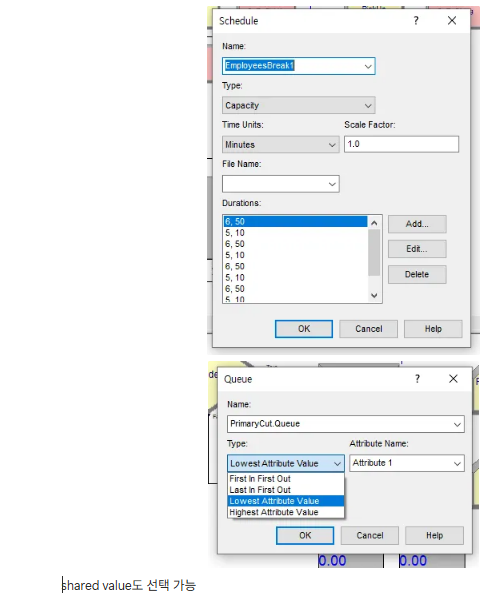 Schedule
?
Name:
EmployeesBreak1
Type:
Capacity
Time Units:
Scale Factor:
Minutes
1.0
File Name:
Durations:
6, 50
5, 10
6, 50
5, 10
6, 50
5, 10
6, 50
5, 10
Add...
Edit...
Delete
OK
Cancel
Help
Queue
?
Name:
PrimaryCut.Queue
Type:
Attribute Name:
Lowest Attribute Value
Attribute 1
First In First Out
Last In First Out
Lowest Attribute Value
Highest Attribute Value
OK
Cancel
Help
0.00
0.00
shared value도 선택 가능